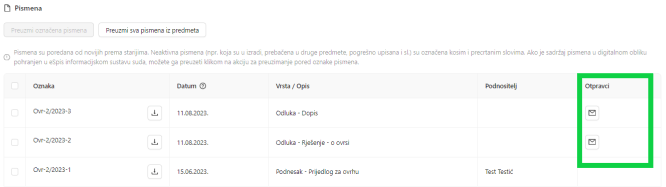 Pismena
Preuzmi označena pismena
Preuzmi sva pismena iz predmeta
Pismena su poredana od novijih prema starijima. Neaktivna pismena (npr. koja su u izradi, prebačena u druge predmete, pogrešno upisana i sl.) su označena kosim i precrtanim slovima. Ako je sadržaj pismena u digitalnom obliku
pohranjen u eSpis informacijskom sustavu suda, možete ga preuzeti klikom na akciju za preuzimanje pored oznake pismena.
Oznaka Datum Vrsta / Opis Podnositelj Otpravci
Ovr-2/2023-3 11.08.2023. Odluka - Dopis
Ovr-2/2023-2 11.08.2023. Odluka - Rješenje - o ovrsi
Ovr-2/2023-1 15.06.2023. Podnesak - Prijedlog za ovrhu Test Testić